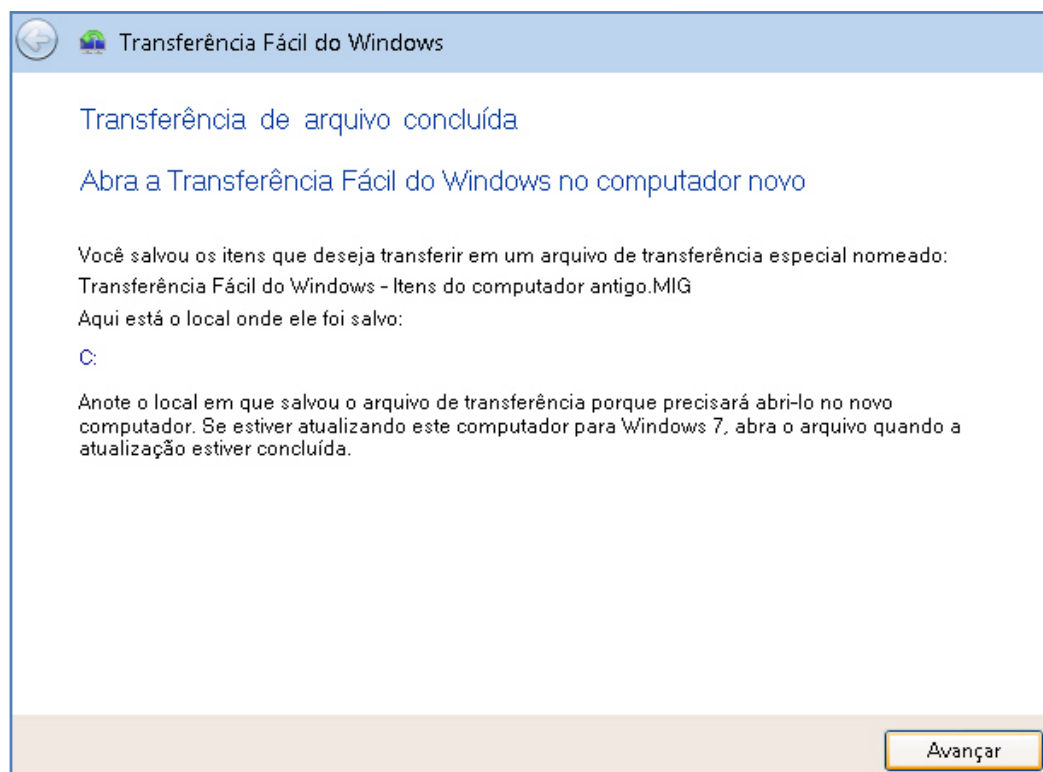 Transferência Fácil do Windows
Transferência de arquivo concluída
Abra a Transferência Fácil do Windows no computador novo
Você salvou os itens que deseja transferir em um arquivo de transferência especial nomeado:
Transferência Fácil do Windows - Itens do computador antigo.MIG
Aqui está o local onde ele foi salvo:
C:
Anote o local em que salvou o arquivo de transferência porque precisará abri-lo no novo
computador. Se estiver atualizando este computador para Windows 7, abra o arquivo quando a
atualização estiver concluída.
Avançar